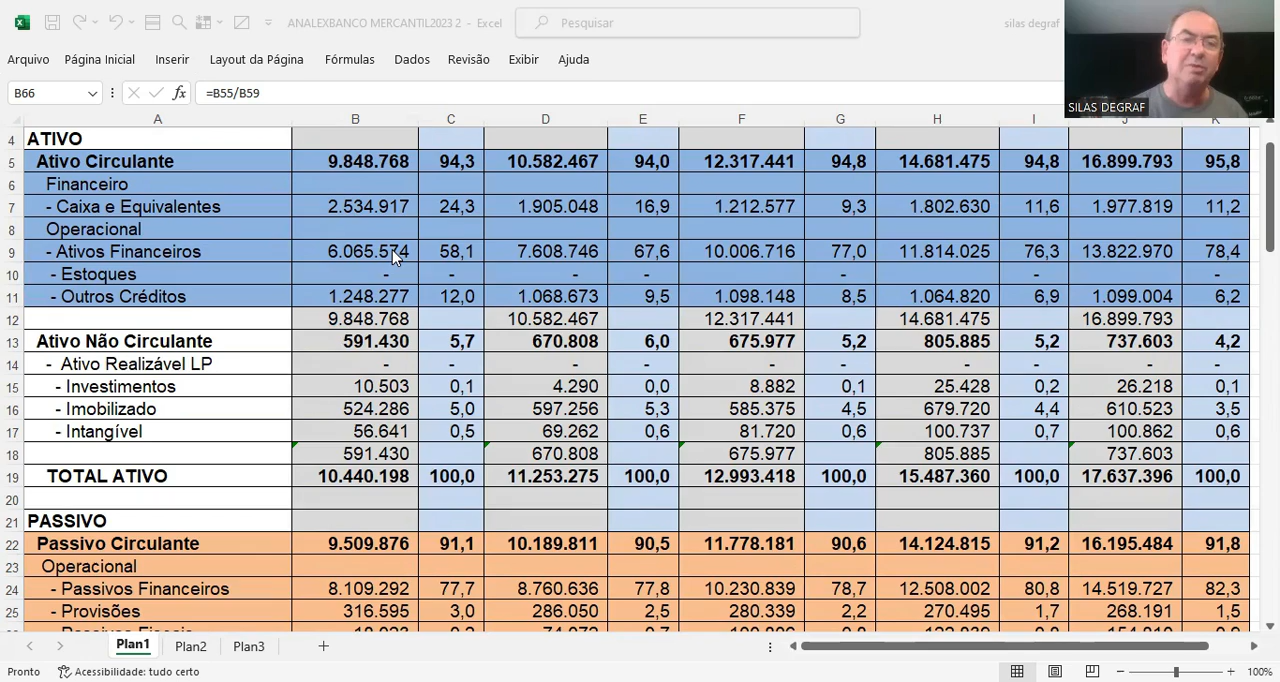 ANALEXBANCO MERCANTIL2023 2 - Excel Pesquisar silas degraf
Arquivo Página Inicial Inserir Layout da Página Fórmulas Dados Revisão Exibir Ajuda
B66 fx =B55/B59
SILAS DEGRAF
A B C D E F G H I J K
4 ATIVO
5 Ativo Circulante 9.848.768 94,3 10.582.467 94,0 12.317.441 94,8 14.681.475 94,8 16.899.793 95,8
6 Financeiro
7 - Caixa e Equivalentes 2.534.917 24,3 1.905.048 16,9 1.212.577 9,3 1.802.630 11,6 1.977.819 11,2
8 Operacional
9 - Ativos Financeiros 6.065.574 58,1 7.608.746 67,6 10.006.716 77,0 11.814.025 76,3 13.822.970 78,4
10 - Estoques - - - - - - - - - -
11 - Outros Créditos 1.248.277 12,0 1.068.673 9,5 1.098.148 8,5 1.064.820 6,9 1.099.004 6,2
12 9.848.768 10.582.467 12.317.441 14.681.475 16.899.793
13 Ativo Não Circulante 591.430 5,7 670.808 6,0 675.977 5,2 805.885 5,2 737.603 4,2
14 - Ativo Realizável LP - - - - - - - - - -
15 - Investimentos 10.503 0,1 4.290 0,0 8.882 0,1 25.428 0,2 26.218 0,1
16 - Imobilizado 524.286 5,0 597.256 5,3 585.375 4,5 679.720 4,4 610.523 3,5
17 - Intangível 56.641 0,5 69.262 0,6 81.720 0,6 100.737 0,7 100.862 0,6
18 591.430 670.808 675.977 805.885 737.603
19 TOTAL ATIVO 10.440.198 100,0 11.253.275 100,0 12.993.418 100,0 15.487.360 100,0 17.637.396 100,0
20
21 PASSIVO
22 Passivo Circulante 9.509.876 91,1 10.189.811 90,5 11.778.181 90,6 14.124.815 91,2 16.195.484 91,8
23 Operacional
24 - Passivos Financeiros 8.109.292 77,7 8.760.636 77,8 10.230.839 78,7 12.508.002 80,8 14.519.727 82,3
25 - Provisões 316.595 3,0 286.050 2,5 280.339 2,2 270.495 1,7 268.191 1,5
Plan1 Plan2 Plan3
Pronto Acessibilidade: tudo certo 100%